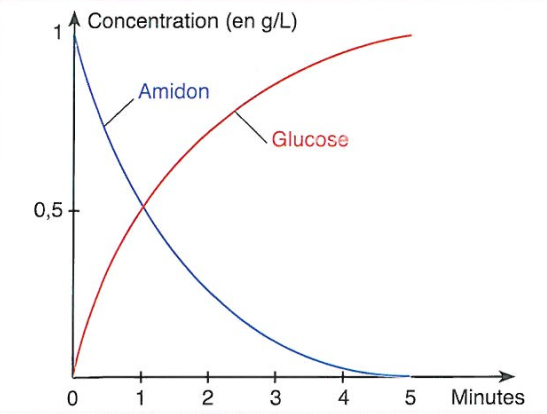 Concentration (en g/L)
1
Amidon
Glucose
0,5
0 1 2 3 4 5 Minutes